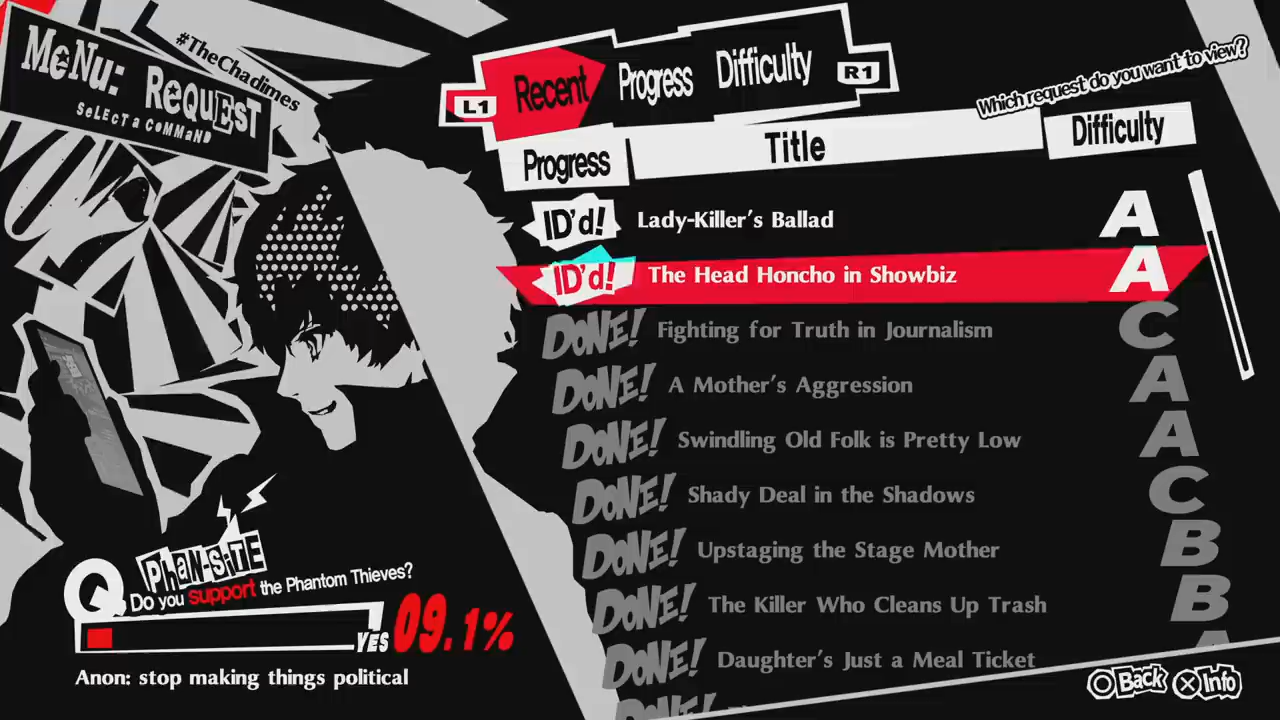 MeNu: RequEsT
SeLEcT a CoMMaND
#TheChadimes
L1 Recent Progress Difficulty R1
Which request do you want to view?
Progress Title Difficulty
ID'd! Lady-Killer's Ballad A
ID'd! The Head Honcho in Showbiz A
DONE! Fighting for Truth in Journalism C
DONE! A Mother's Aggression A
DONE! Swindling Old Folk is Pretty Low A
DONE! Shady Deal in the Shadows C
DONE! Upstaging the Stage Mother B
DONE! The Killer Who Cleans Up Trash B
DONE! Daughter's Just a Meal Ticket
PhaN-SiTE
Q. Do you support the Phantom Thieves?
YES 09.1%
Anon: stop making things political
Back Info